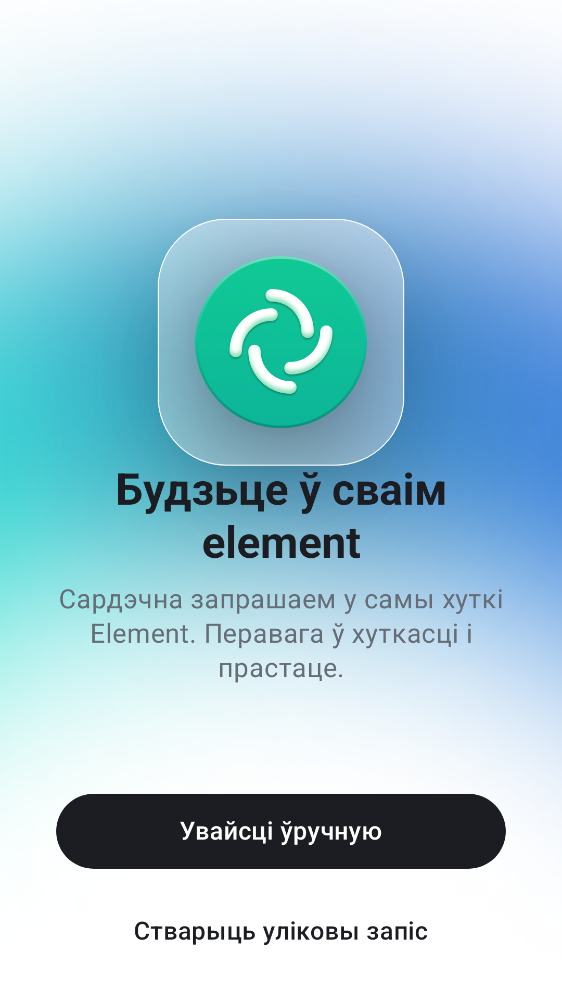 Будзьце ў сваім
element
Сардэчна запрашаем у самы хуткі
Element. Перавага ў хуткасці і
прастаце.
Увайсці ўручную
Стварыць уліковы запіс